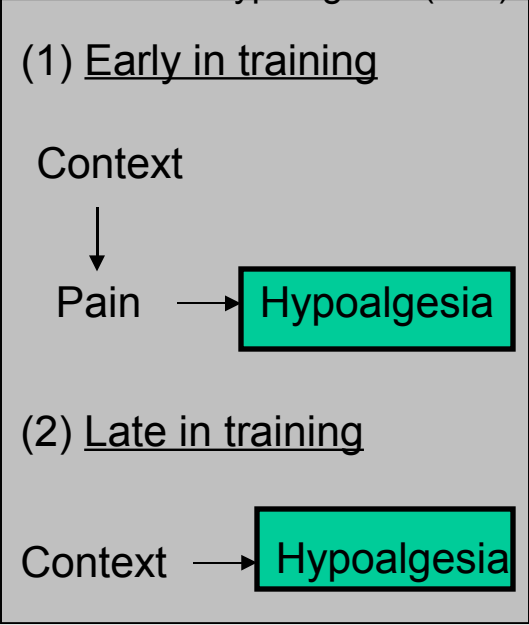 (1) Early in training
Context
Pain Hypoalgesia
(2) Late in training
Context Hypoalgesia